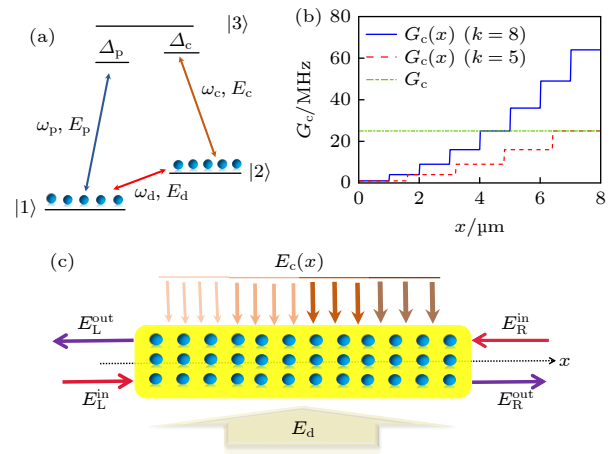 (a)
|3⟩
Δp
Δc
ωc, Ec
ωp, Ep
|2⟩
ωd, Ed
|1⟩
(b)
80
60
40
20
0
Gc/MHz
Gc(x) (k = 8)
Gc(x) (k = 5)
Gc
0 2 4 6 8
x/µm
(c)
Ec(x)
E_L^out
E_R^in
x
E_L^in
E_R^out
Ed